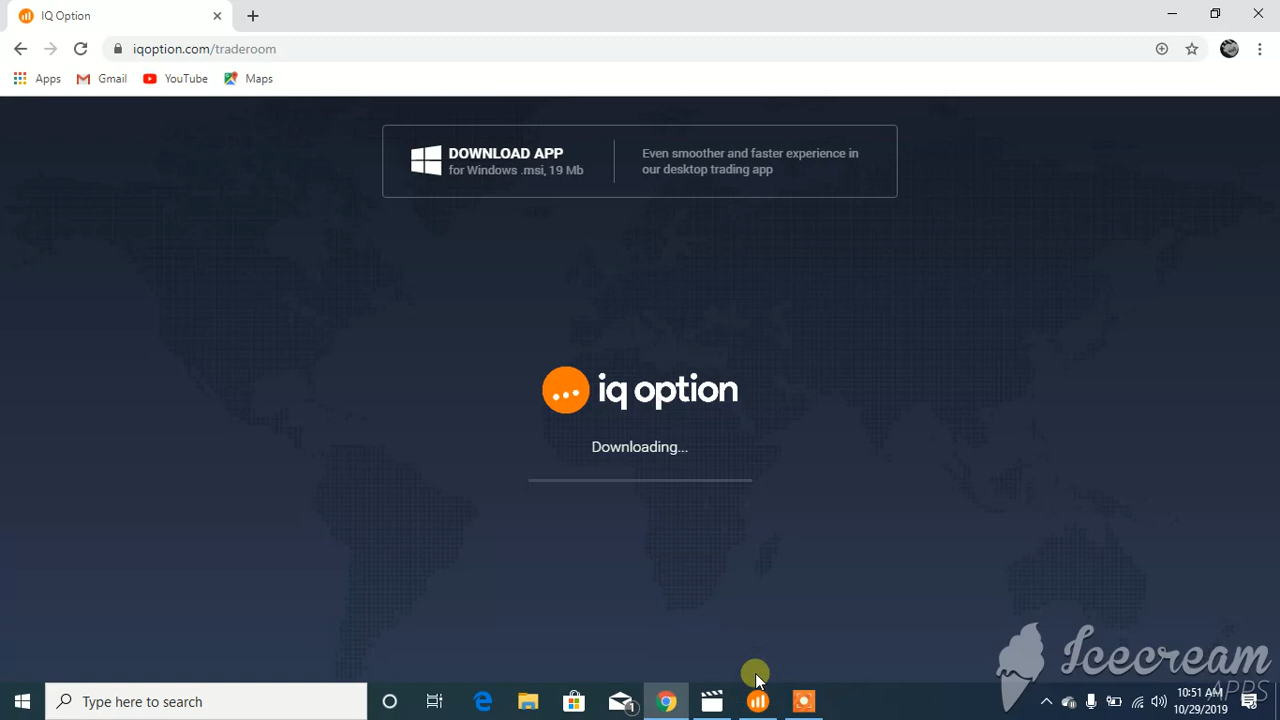 IQ Option
iqoption.com/traderoom
Apps Gmail YouTube Maps
DOWNLOAD APP
for Windows .msi, 19 Mb
Even smoother and faster experience in
our desktop trading app
iq option
Downloading...
Icecream
APPS
Type here to search
1
10:51 AM
10/29/2019